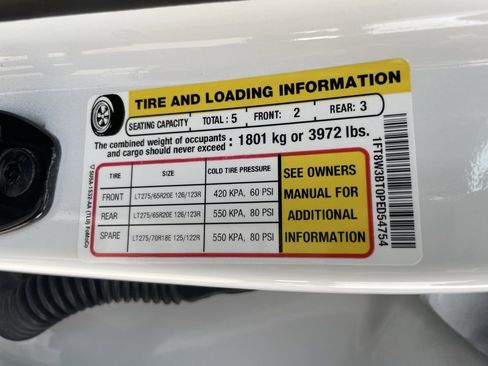 TIRE AND LOADING INFORMATION
SEATING CAPACITY TOTAL : 5 FRONT: 2 REAR: 3
The combined weight of occupants
and cargo should never exceed : 1801 kg or 3972 lbs.
TIRE SIZE COLD TIRE PRESSURE
FRONT LT275/65R20E 126/123R 420 KPA, 60 PSI
REAR LT275/65R20E 126/123R 550 KPA, 80 PSI
SPARE LT275/70R18E 125/122R 550 KPA, 80 PSI
SEE OWNERS
MANUAL FOR
ADDITIONAL
INFORMATION
1FT8W3BT0PED54754